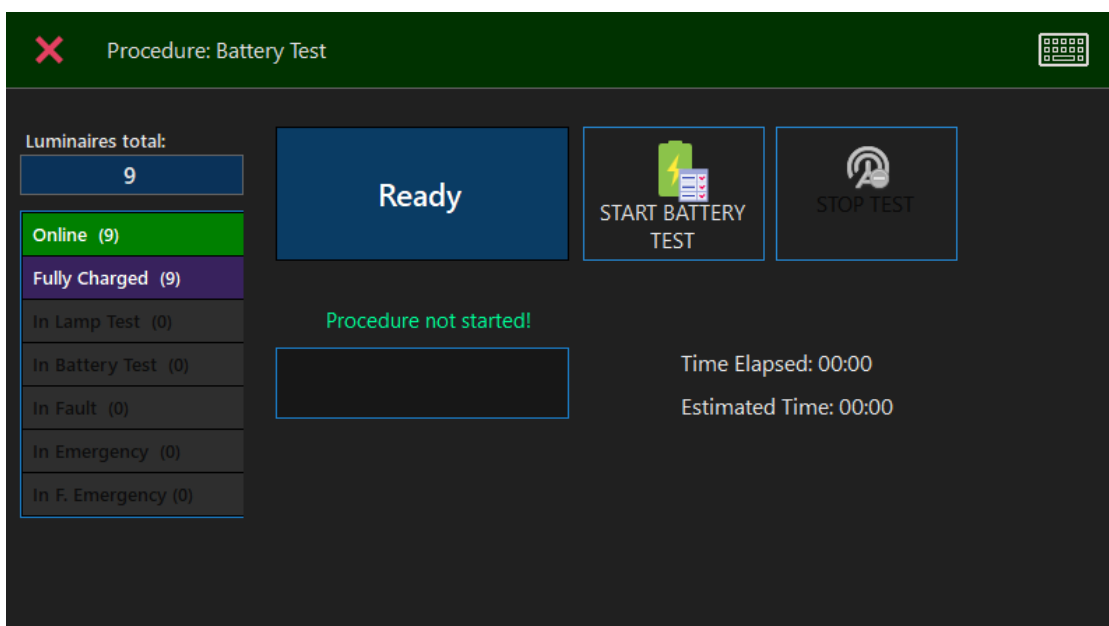 Procedure: Battery Test
Luminaires total:
9
Online (9)
Fully Charged (9)
In Lamp Test (0)
In Battery Test (0)
In Fault (0)
In Emergency (0)
In F. Emergency (0)
Ready
START BATTERY
TEST
STOP TEST
Procedure not started!
Time Elapsed: 00:00
Estimated Time: 00:00